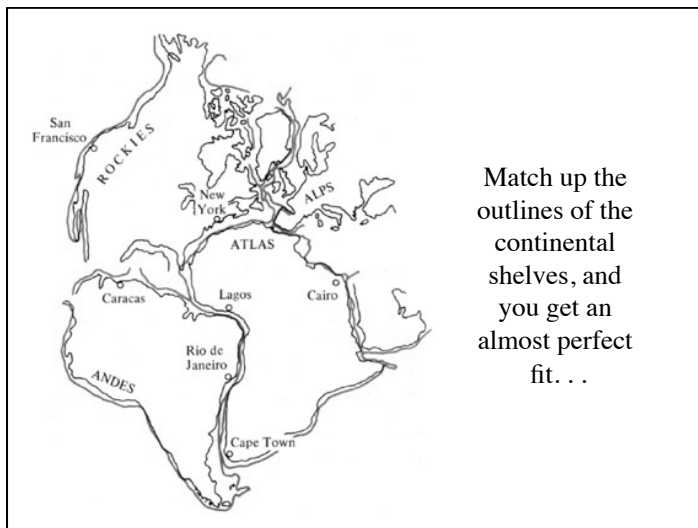 San
Francisco
ROCKIES
New
York
ALPS
ATLAS
Caracas
Lagos
Cairo
Rio de
Janeiro
ANDES
Cape Town
Match up the
outlines of the
continental
shelves, and
you get an
almost perfect
fit. . .